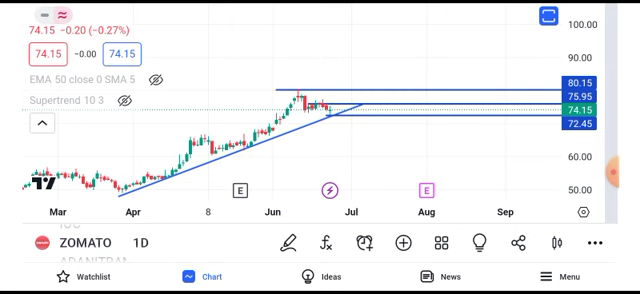 100.00
74.15 −0.20 (−0.27%)
74.15 −0.00 74.15
90.00
EMA 50 close 0 SMA 5
80.15
75.95
Supertrend 10 3
74.15
72.45
60.00
E E
50.00
Mar Apr 8 Jun Jul Aug Sep
ZOMATO 1D
Watchlist Chart Ideas News Menu